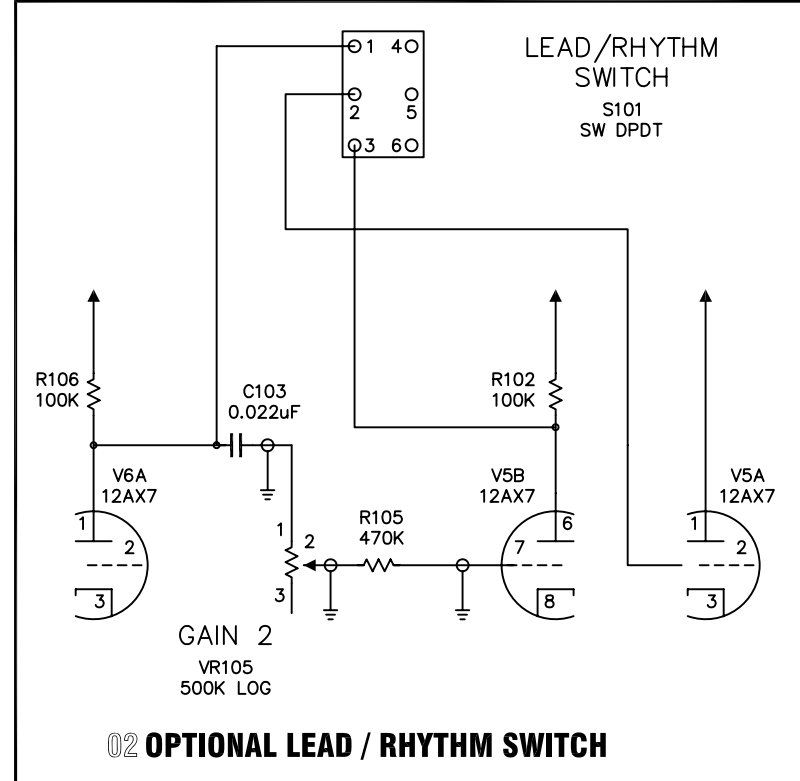 LEAD/RHYTHM
SWITCH
S101
SW DPDT
1 4
2 5
3 6
R106
100K
C103
0.022uF
R102
100K
V6A
12AX7
1
2
3
1
2
3
R105
470K
V5B
12AX7
6
7
8
V5A
12AX7
1
2
3
GAIN 2
VR105
500K LOG
02 OPTIONAL LEAD / RHYTHM SWITCH